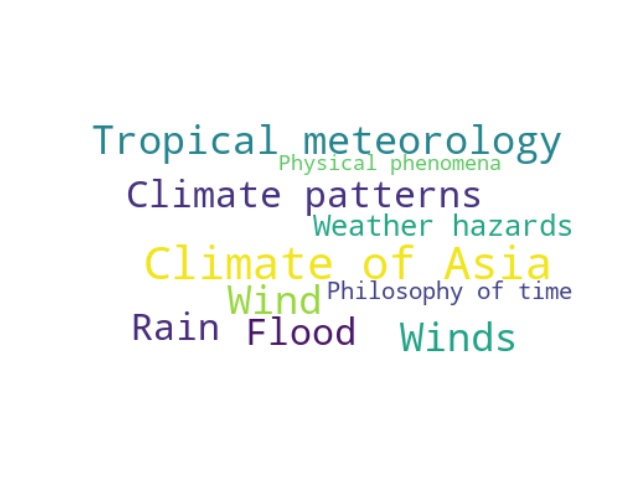 Tropical meteorology
Physical phenomena
Climate patterns
Weather hazards
Climate of Asia
Wind
Philosophy of time
Rain
Flood
Winds